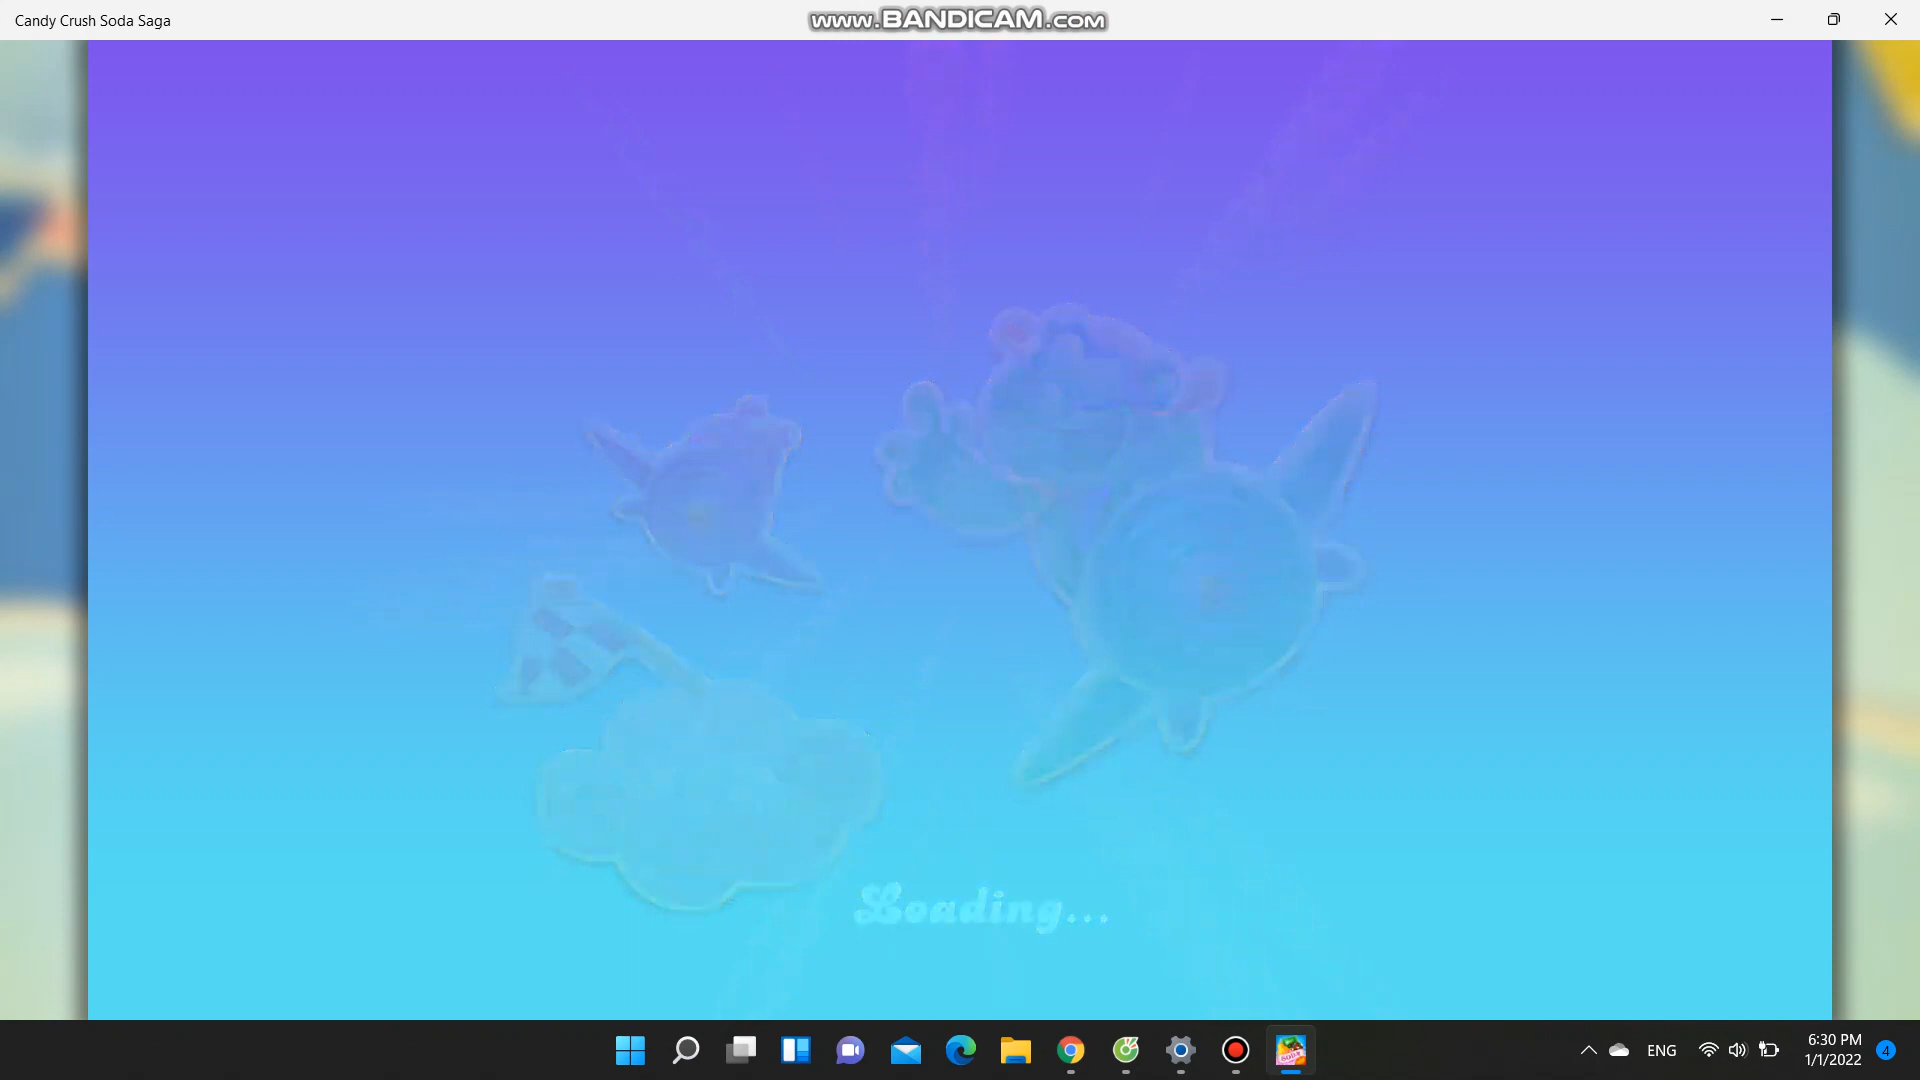 Candy Crush Soda Saga
www.BANDICAM.com
Loading...
ENG
6:30 PM
1/1/2022
4